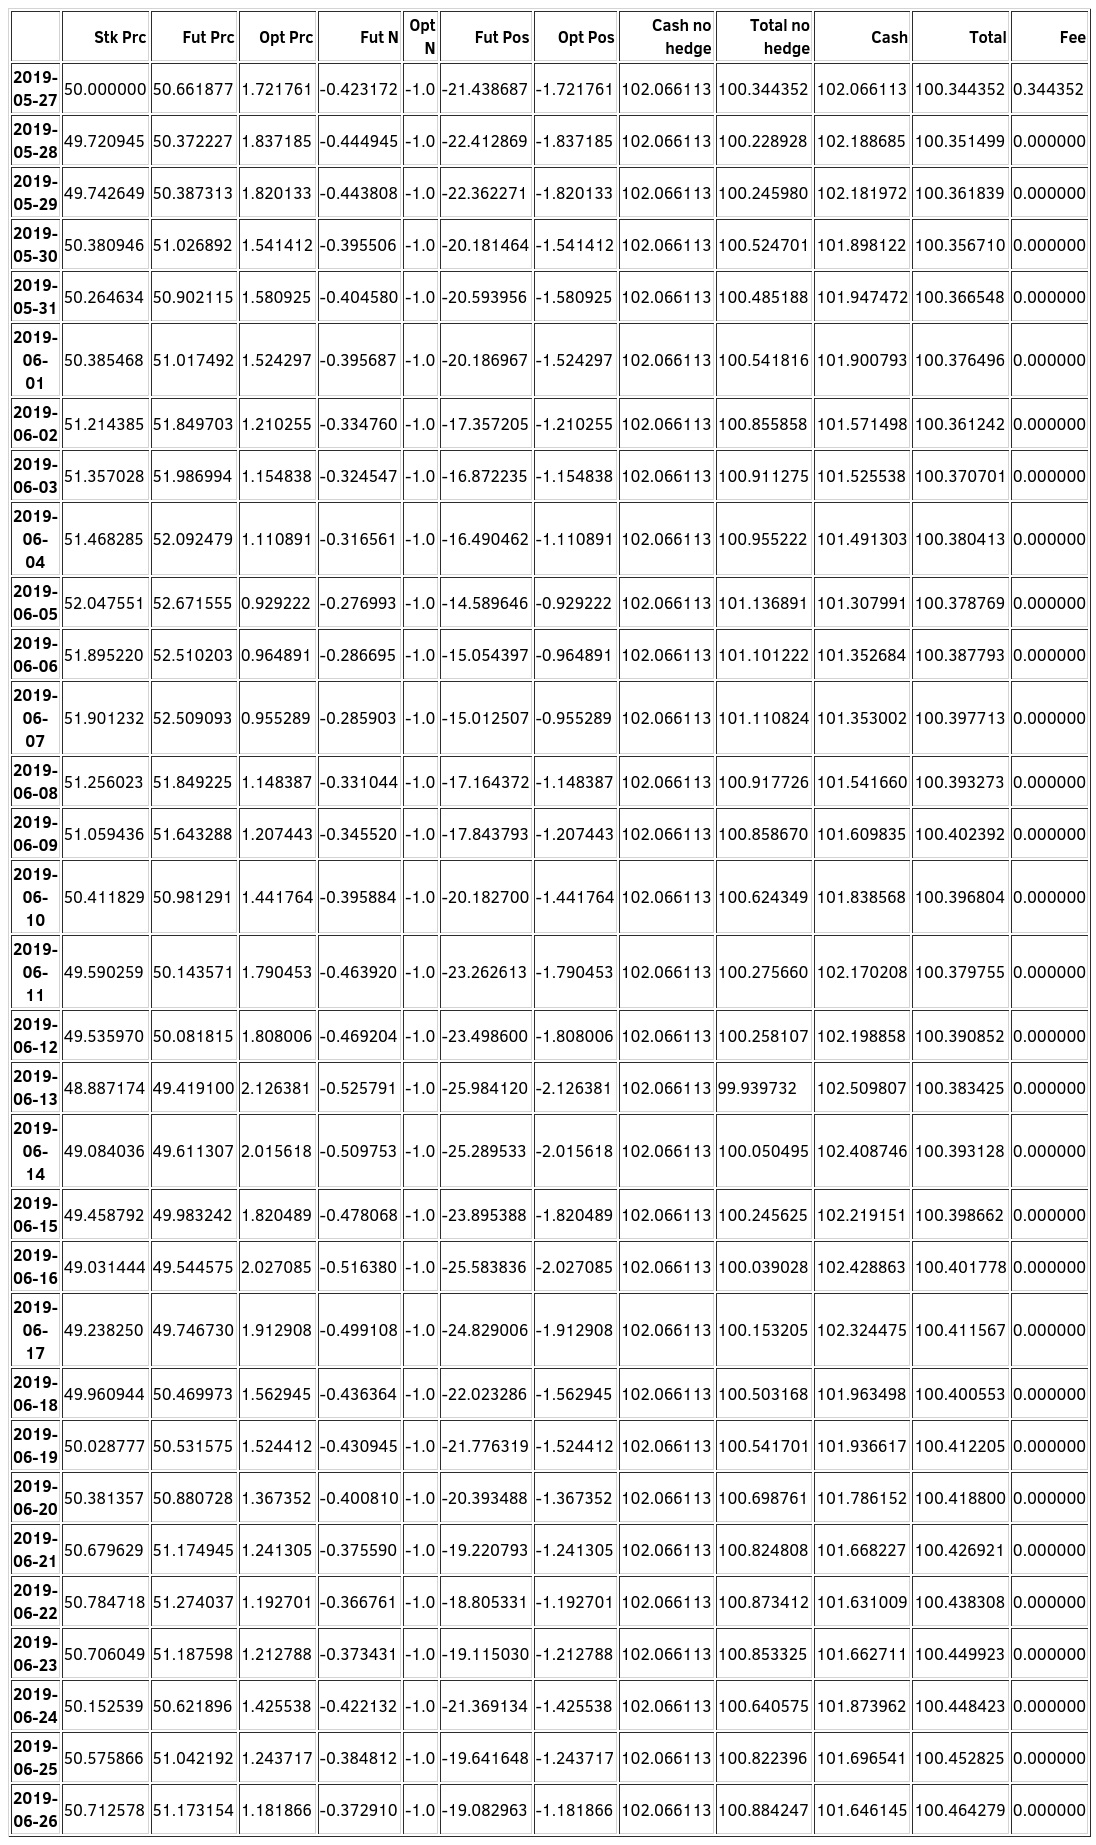 Stk Prc Fut Prc Opt Prc Fut N Opt N Fut Pos Opt Pos Cash no hedge Total no hedge Cash Total Fee
2019-05-27 50.000000 50.661877 1.721761 -0.423172 -1.0 -21.438687 -1.721761 102.066113 100.344352 102.066113 100.344352 0.344352
2019-05-28 49.720945 50.372227 1.837185 -0.444945 -1.0 -22.412869 -1.837185 102.066113 100.228928 102.188685 100.351499 0.000000
2019-05-29 49.742649 50.387313 1.820133 -0.443808 -1.0 -22.362271 -1.820133 102.066113 100.245980 102.181972 100.361839 0.000000
2019-05-30 50.380946 51.026892 1.541412 -0.395506 -1.0 -20.181464 -1.541412 102.066113 100.524701 101.898122 100.356710 0.000000
2019-05-31 50.264634 50.902115 1.580925 -0.404580 -1.0 -20.593956 -1.580925 102.066113 100.485188 101.947472 100.366548 0.000000
2019-06-01 50.385468 51.017492 1.524297 -0.395687 -1.0 -20.186967 -1.524297 102.066113 100.541816 101.900793 100.376496 0.000000
2019-06-02 51.214385 51.849703 1.210255 -0.334760 -1.0 -17.357205 -1.210255 102.066113 100.855858 101.571498 100.361242 0.000000
2019-06-03 51.357028 51.986994 1.154838 -0.324547 -1.0 -16.872235 -1.154838 102.066113 100.911275 101.525538 100.370701 0.000000
2019-06-04 51.468285 52.092479 1.110891 -0.316561 -1.0 -16.490462 -1.110891 102.066113 100.955222 101.491303 100.380413 0.000000
2019-06-05 52.047551 52.671555 0.929222 -0.276993 -1.0 -14.589646 -0.929222 102.066113 101.136891 101.307991 100.378769 0.000000
2019-06-06 51.895220 52.510203 0.964891 -0.286695 -1.0 -15.054397 -0.964891 102.066113 101.101222 101.352684 100.387793 0.000000
2019-06-07 51.901232 52.509093 0.955289 -0.285903 -1.0 -15.012507 -0.955289 102.066113 101.110824 101.353002 100.397713 0.000000
2019-06-08 51.256023 51.849225 1.148387 -0.331044 -1.0 -17.164372 -1.148387 102.066113 100.917726 101.541660 100.393273 0.000000
2019-06-09 51.059436 51.643288 1.207443 -0.345520 -1.0 -17.843793 -1.207443 102.066113 100.858670 101.609835 100.402392 0.000000
2019-06-10 50.411829 50.981291 1.441764 -0.395884 -1.0 -20.182700 -1.441764 102.066113 100.624349 101.838568 100.396804 0.000000
2019-06-11 49.590259 50.143571 1.790453 -0.463920 -1.0 -23.262613 -1.790453 102.066113 100.275660 102.170208 100.379755 0.000000
2019-06-12 49.535970 50.081815 1.808006 -0.469204 -1.0 -23.498600 -1.808006 102.066113 100.258107 102.198858 100.390852 0.000000
2019-06-13 48.887174 49.419100 2.126381 -0.525791 -1.0 -25.984120 -2.126381 102.066113 99.939732 102.509807 100.383425 0.000000
2019-06-14 49.084036 49.611307 2.015618 -0.509753 -1.0 -25.289533 -2.015618 102.066113 100.050495 102.408746 100.393128 0.000000
2019-06-15 49.458792 49.983242 1.820489 -0.478068 -1.0 -23.895388 -1.820489 102.066113 100.245625 102.219151 100.398662 0.000000
2019-06-16 49.031444 49.544575 2.027085 -0.516380 -1.0 -25.583836 -2.027085 102.066113 100.039028 102.428863 100.401778 0.000000
2019-06-17 49.238250 49.746730 1.912908 -0.499108 -1.0 -24.829006 -1.912908 102.066113 100.153205 102.324475 100.411567 0.000000
2019-06-18 49.960944 50.469973 1.562945 -0.436364 -1.0 -22.023286 -1.562945 102.066113 100.503168 101.963498 100.400553 0.000000
2019-06-19 50.028777 50.531575 1.524412 -0.430945 -1.0 -21.776319 -1.524412 102.066113 100.541701 101.936617 100.412205 0.000000
2019-06-20 50.381357 50.880728 1.367352 -0.400810 -1.0 -20.393488 -1.367352 102.066113 100.698761 101.786152 100.418800 0.000000
2019-06-21 50.679629 51.174945 1.241305 -0.375590 -1.0 -19.220793 -1.241305 102.066113 100.824808 101.668227 100.426921 0.000000
2019-06-22 50.784718 51.274037 1.192701 -0.366761 -1.0 -18.805331 -1.192701 102.066113 100.873412 101.631009 100.438308 0.000000
2019-06-23 50.706049 51.187598 1.212788 -0.373431 -1.0 -19.115030 -1.212788 102.066113 100.853325 101.662711 100.449923 0.000000
2019-06-24 50.152539 50.621896 1.425538 -0.422132 -1.0 -21.369134 -1.425538 102.066113 100.640575 101.873962 100.448423 0.000000
2019-06-25 50.575866 51.042192 1.243717 -0.384812 -1.0 -19.641648 -1.243717 102.066113 100.822396 101.696541 100.452825 0.000000
2019-06-26 50.712578 51.173154 1.181866 -0.372910 -1.0 -19.082963 -1.181866 102.066113 100.884247 101.646145 100.464279 0.000000